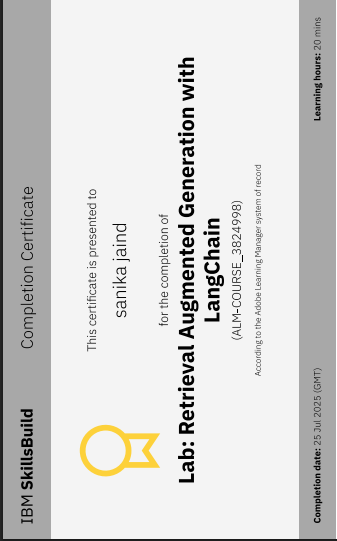 IBM SkillsBuild Completion Certificate
This certificate is presented to
sanika jaind
for the completion of
Lab: Retrieval Augmented Generation with
LangChain
(ALM-COURSE_3824998)
According to the Adobe Learning Manager system of record
Completion date: 25 Jul 2025 (GMT) Learning hours: 20 mins